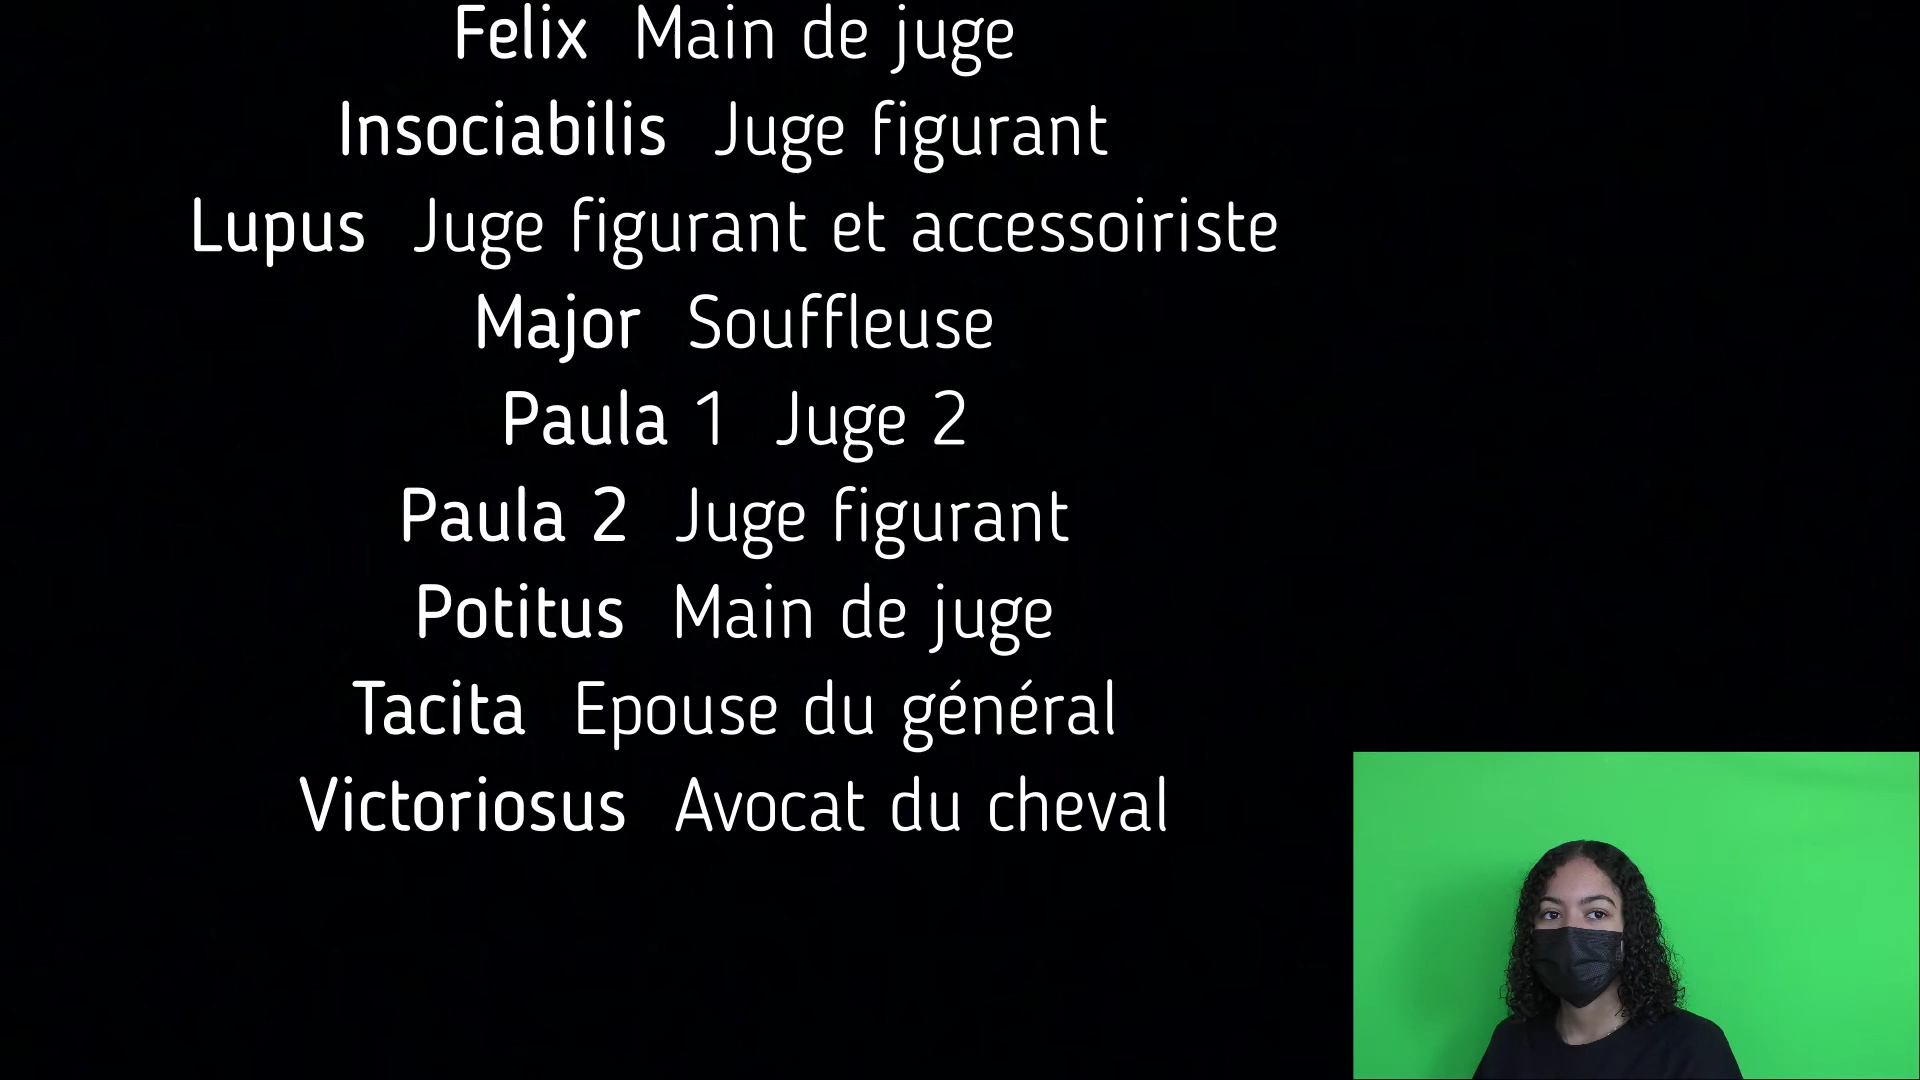 Felix Main de juge
Insociabilis Juge figurant
Lupus Juge figurant et accessoiriste
Major Souffleuse
Paula 1 Juge 2
Paula 2 Juge figurant
Potitus Main de juge
Tacita Epouse du général
Victoriosus Avocat du cheval